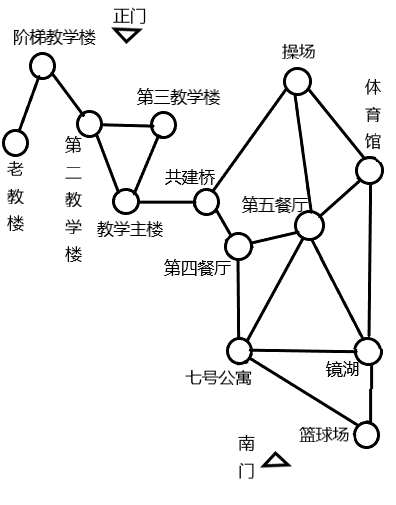 正门
阶梯教学楼
操场
第三教学楼
体育馆
第二教学楼
老教楼
共建桥
第五餐厅
教学主楼
第四餐厅
镜湖
七号公寓
篮球场
南门